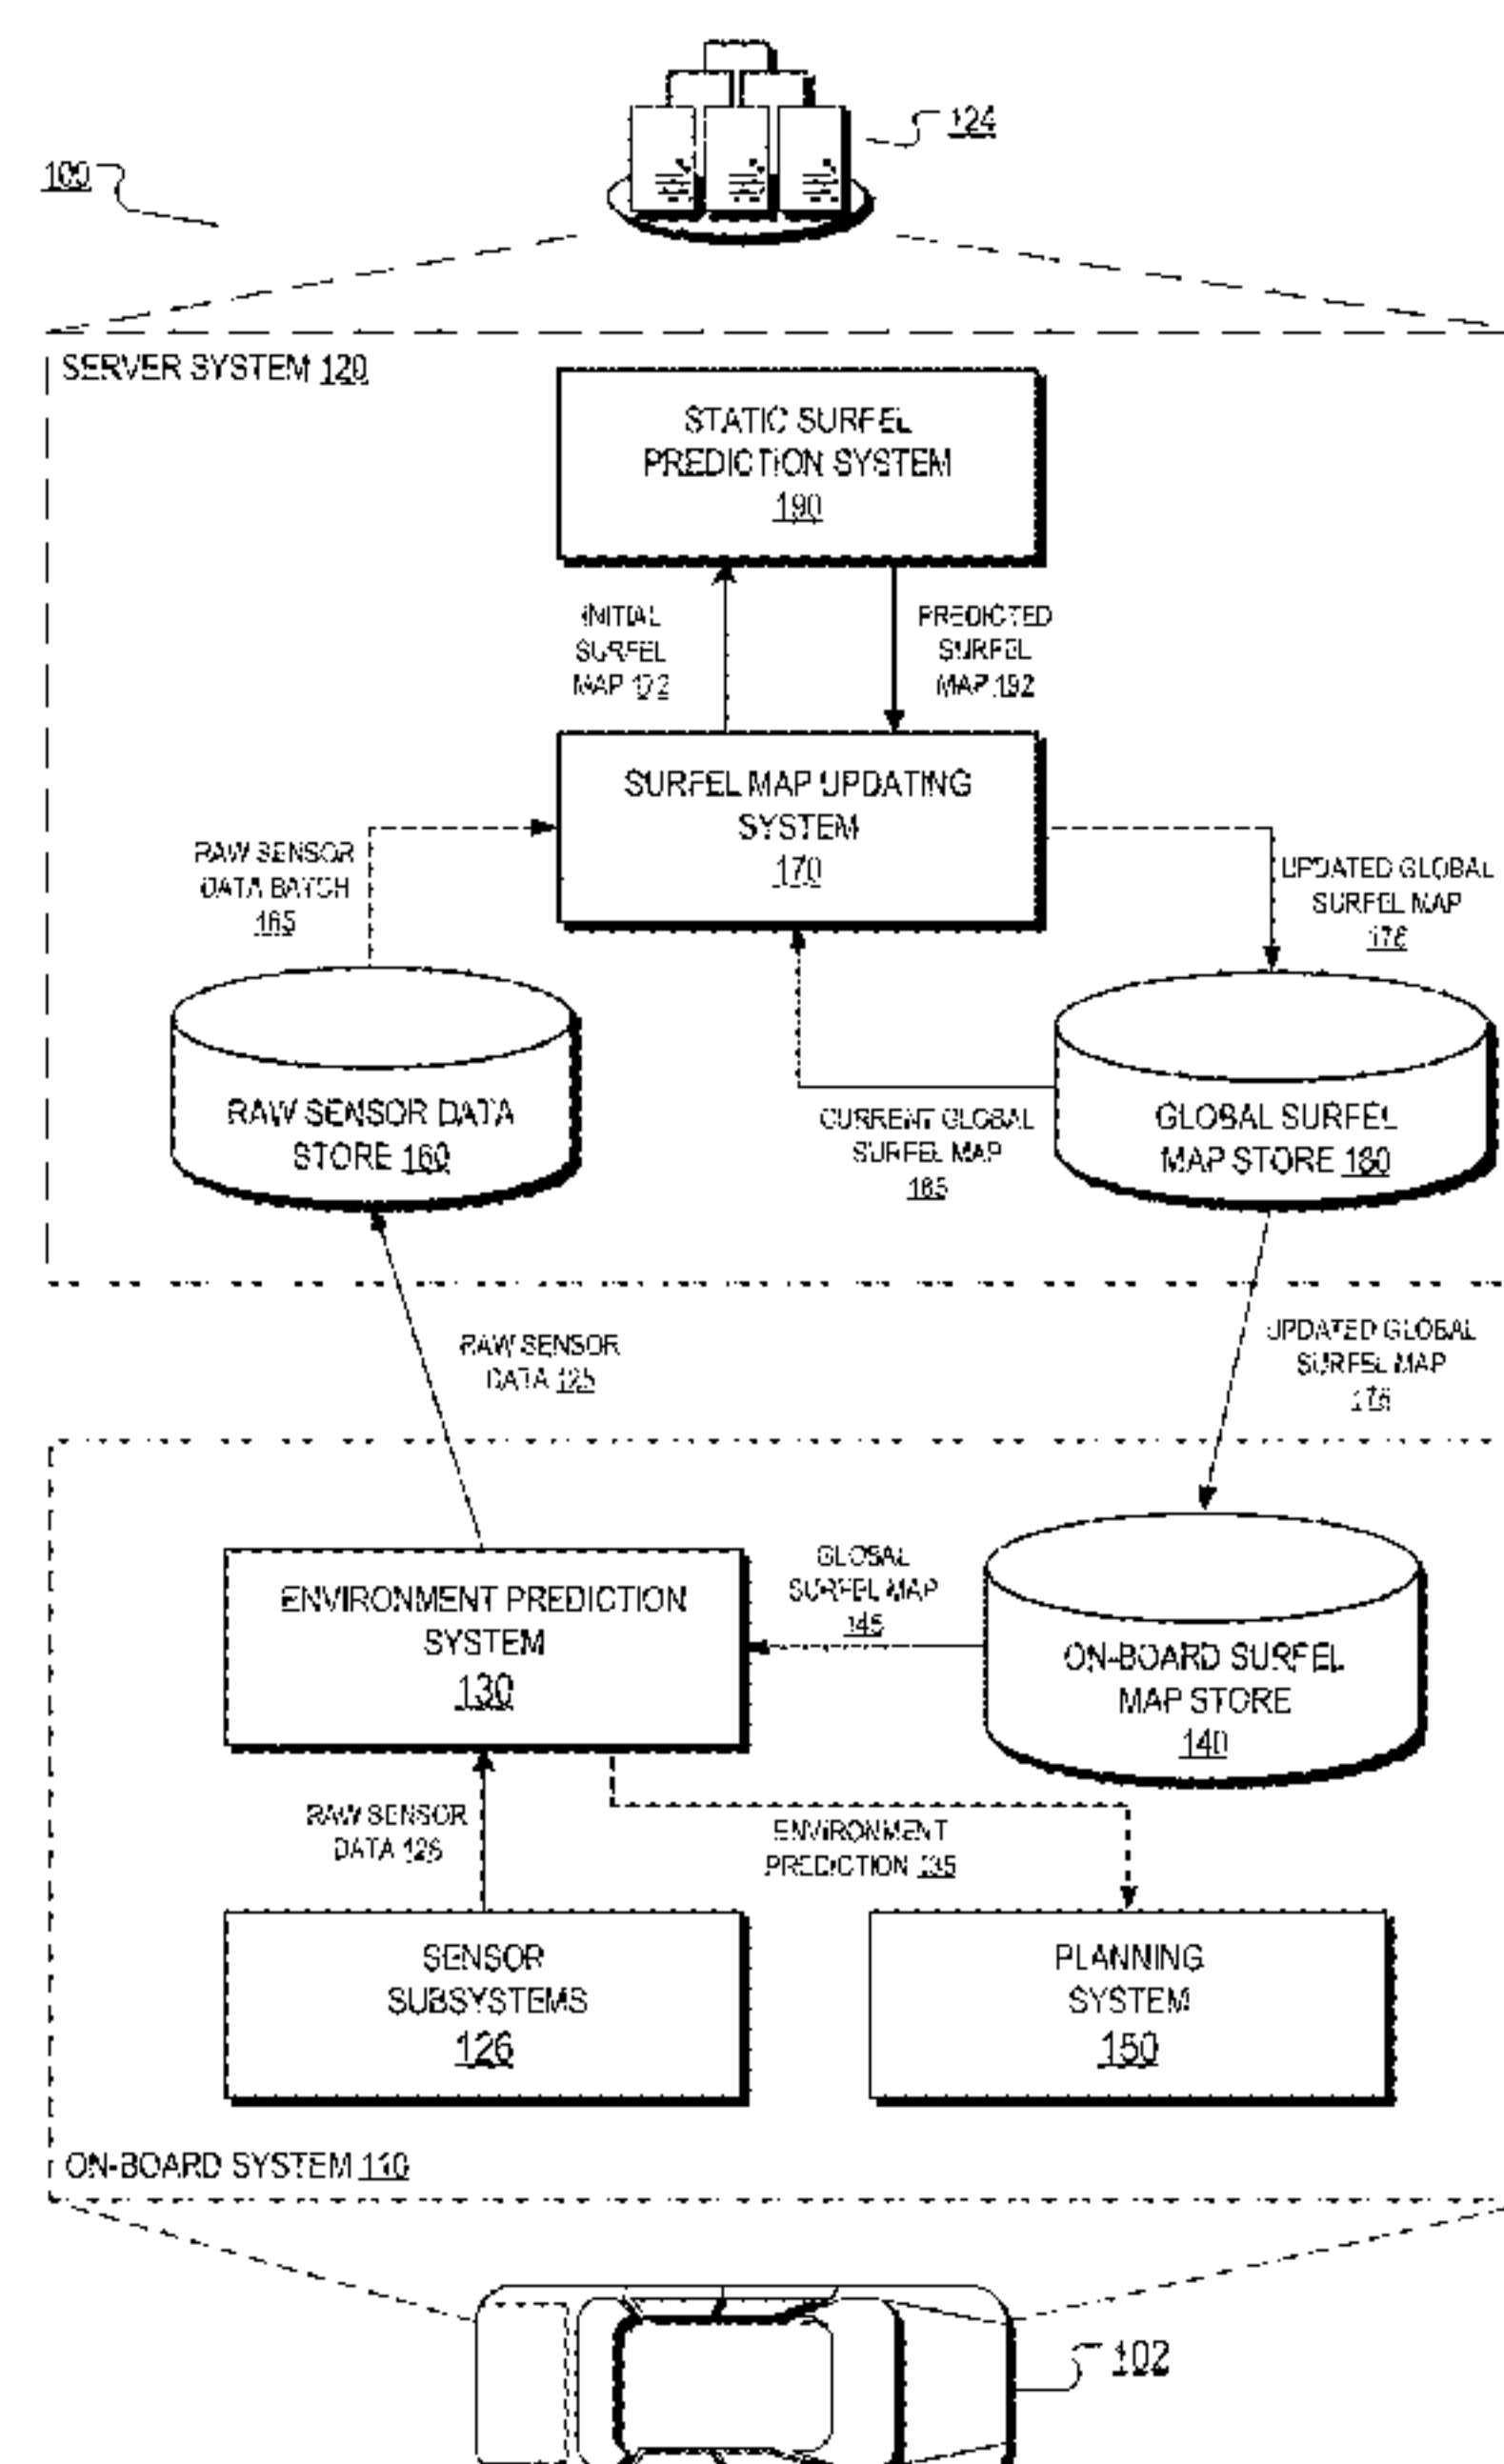 124
100
SERVER SYSTEM 120
STATIC SURFEL
PREDICTION SYSTEM
190
INITIAL
SURFEL
MAP 172
PREDICTED
SURFEL
MAP 192
SURFEL MAP UPDATING
SYSTEM
170
RAW SENSOR
DATA BATCH
165
UPDATED GLOBAL
SURFEL MAP
RAW SENSOR DATA
STORE 160
CURRENT GLOBAL
SURFEL MAP
GLOBAL SURFEL
MAP STORE 180
RAW SENSOR
DATA 125
UPDATED GLOBAL
SURFEL MAP
ENVIRONMENT PREDICTION
SYSTEM
130
GLOBAL
SURFEL MAP
145
ON-BOARD SURFEL
MAP STORE
140
RAW SENSOR
DATA
ENVIRONMENT
PREDICTION 135
SENSOR
SUBSYSTEMS
126
PLANNING
SYSTEM
150
ON-BOARD SYSTEM 110
102